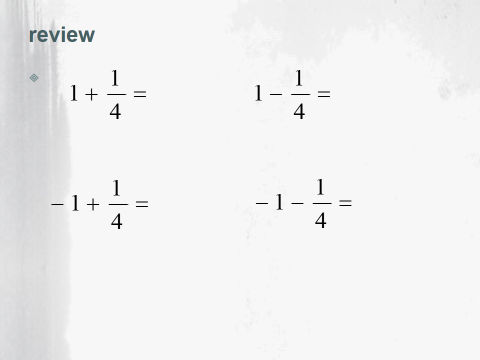 review
1 + 1/4 =
1 − 1/4 =
− 1 + 1/4 =
− 1 − 1/4 =